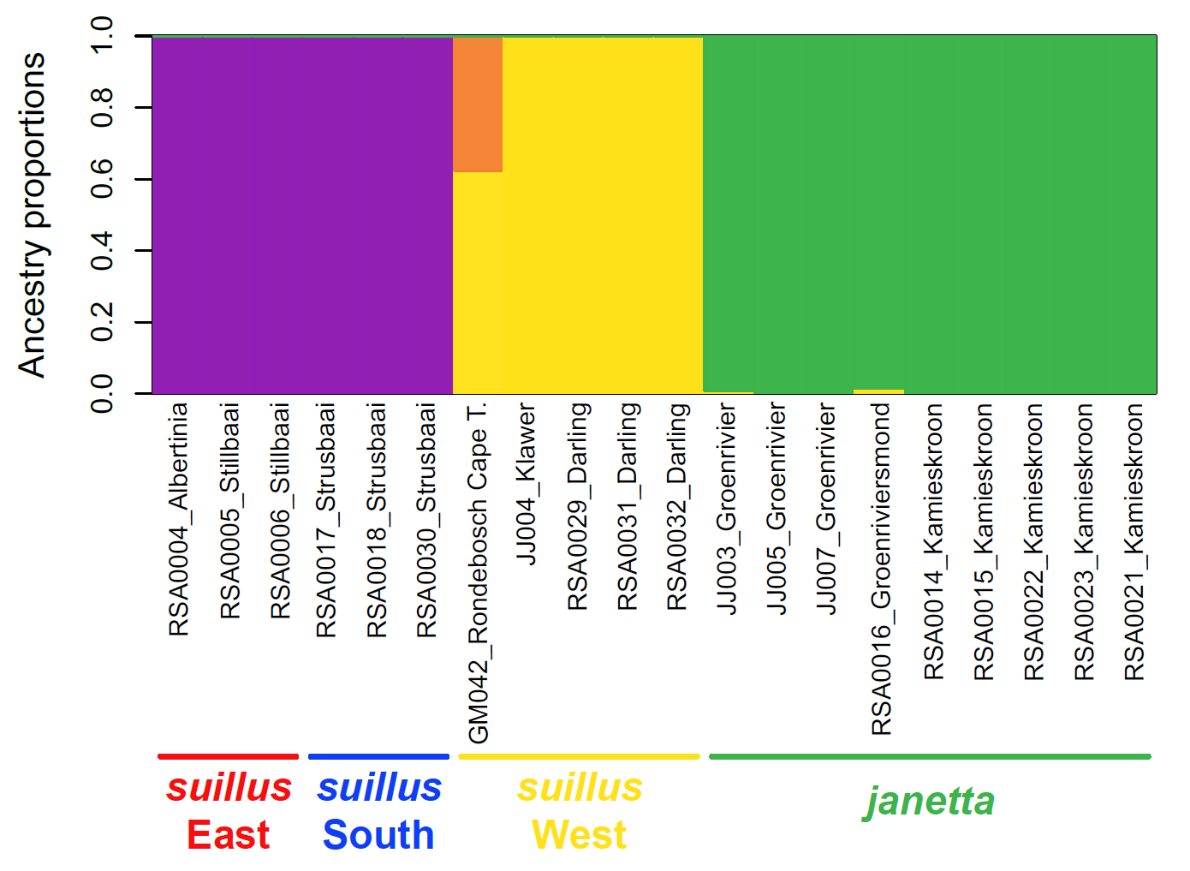 Ancestry proportions
1.0
0.8
0.6
0.4
0.2
0.0
RSA0004_Albertinia
RSA0005_Stillbaai
RSA0006_Stillbaai
RSA0017_Strusbaai
RSA0018_Strusbaai
RSA0030_Strusbaai
GM042_Rondebosch Cape T.
JJ004_Klawer
RSA0029_Darling
RSA0031_Darling
RSA0032_Darling
JJ003_Groenrivier
JJ005_Groenrivier
JJ007_Groenrivier
RSA0016_Groenriviersmond
RSA0014_Kamieskroon
RSA0015_Kamieskroon
RSA0022_Kamieskroon
RSA0023_Kamieskroon
RSA0021_Kamieskroon
suillus
East
suillus
South
suillus
West
janetta